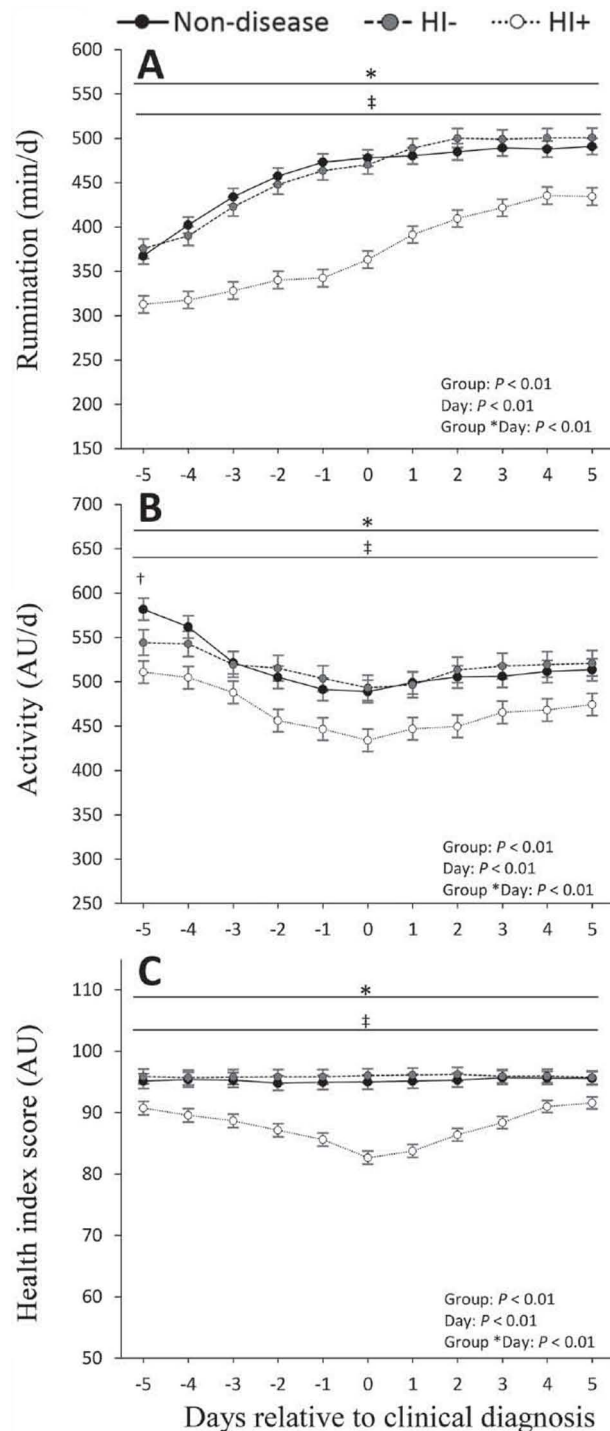 Non-disease HI- HI+
A
*
‡
Rumination (min/d)
600
550
500
450
400
350
300
250
200
150
Group: P < 0.01
Day: P < 0.01
Group *Day: P < 0.01
-5 -4 -3 -2 -1 0 1 2 3 4 5
B
*
‡
†
Activity (AU/d)
700
650
600
550
500
450
400
350
300
250
Group: P < 0.01
Day: P < 0.01
Group *Day: P < 0.01
-5 -4 -3 -2 -1 0 1 2 3 4 5
C
*
‡
Health index score (AU)
110
100
90
80
70
60
50
Group: P < 0.01
Day: P < 0.01
Group *Day: P < 0.01
-5 -4 -3 -2 -1 0 1 2 3 4 5
Days relative to clinical diagnosis